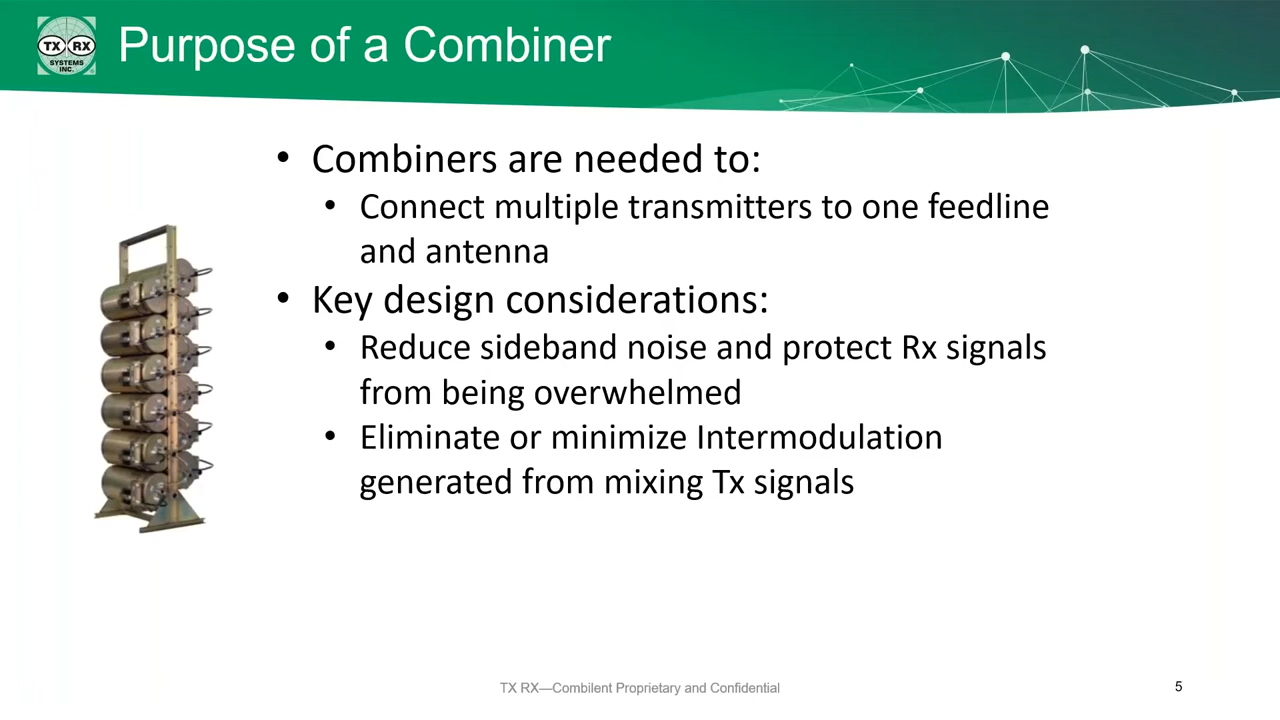 TX RX
SYSTEMS
INC.
Purpose of a Combiner
• Combiners are needed to:
• Connect multiple transmitters to one feedline
and antenna
• Key design considerations:
• Reduce sideband noise and protect Rx signals
from being overwhelmed
• Eliminate or minimize Intermodulation
generated from mixing Tx signals
TX RX—Combilent Proprietary and Confidential
5